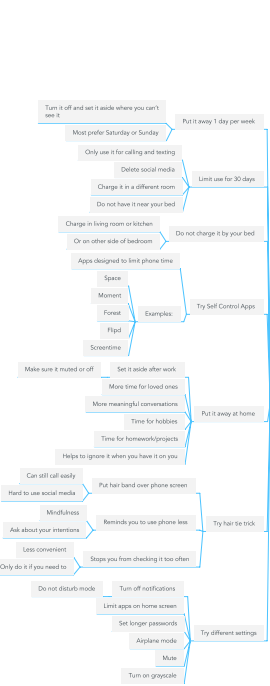 Turn it off and set it aside where you can't
see it
Most prefer Saturday or Sunday
Put it away 1 day per week
Only use it for calling and texting
Delete social media
Charge it in a different room
Do not have it near your bed
Limit use for 30 days
Charge in living room or kitchen
Or on other side of bedroom
Do not charge it by your bed
Apps designed to limit phone time
Space
Moment
Forest
Flipd
Screentime
Examples:
Try Self Control Apps
Make sure it muted or off
Set it aside after work
More time for loved ones
More meaningful conversations
Time for hobbies
Time for homework/projects
Helps to ignore it when you have it on you
Put it away at home
Can still call easily
Hard to use social media
Put hair band over phone screen
Mindfulness
Ask about your intentions
Reminds you to use phone less
Less convenient
Only do it if you need to
Stops you from checking it too often
Try hair tie trick
Do not disturb mode
Turn off notifications
Limit apps on home screen
Set longer passwords
Airplane mode
Mute
Turn on grayscale
Try different settings